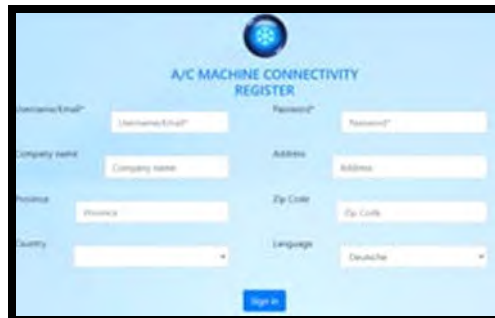 A/C MACHINE CONNECTIVITY
REGISTER
Username/Email* Password*
Username/Email* Password*
Company name Address
Company name Address
Province Zip Code
Province Zip Code
Country Language
Deutsche
Sign in